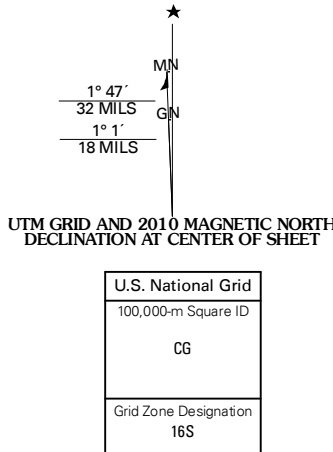 MN
1° 47´
32 MILS
GN
1° 1´
18 MILS
UTM GRID AND 2010 MAGNETIC NORTH
DECLINATION AT CENTER OF SHEET
U.S. National Grid
100,000-m Square ID
CG
Grid Zone Designation
16S